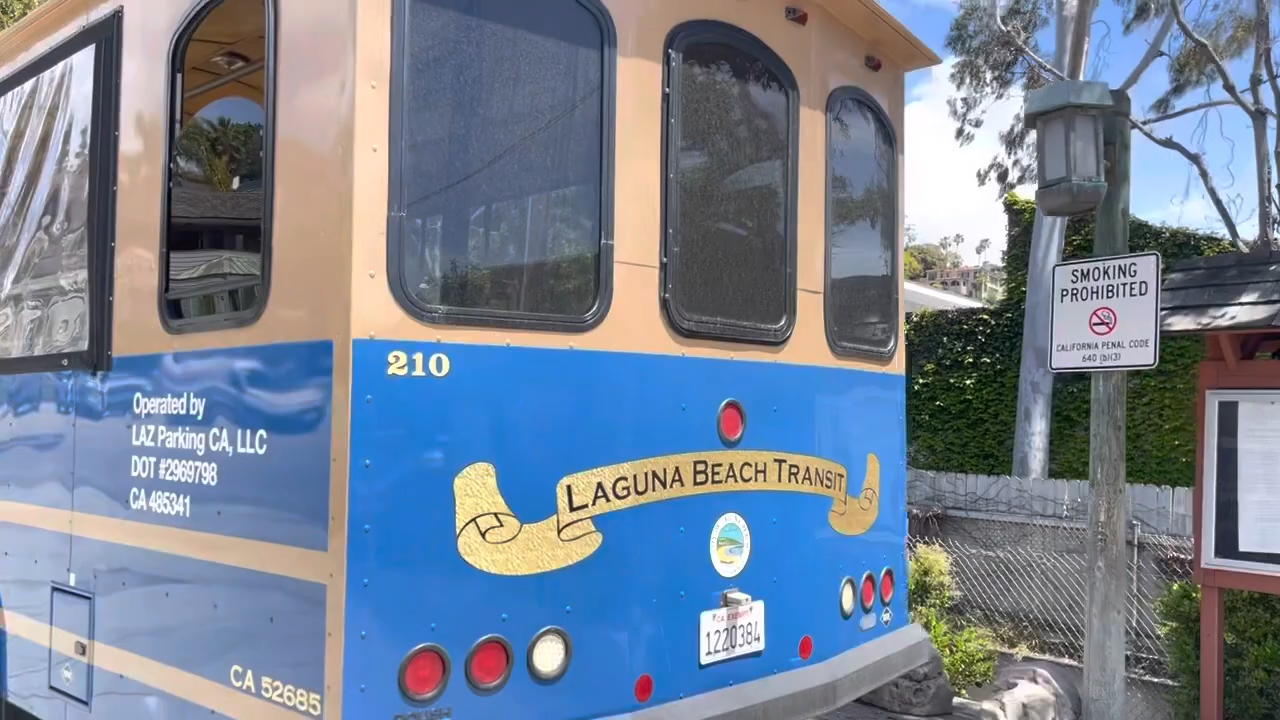 210
Operated by
LAZ Parking CA, LLC
DOT #2969798
CA 485341
LAGUNA BEACH TRANSIT
CA EXEMPT
1220384
CA 52685
SMOKING
PROHIBITED
CALIFORNIA PENAL CODE
640 (b)(3)